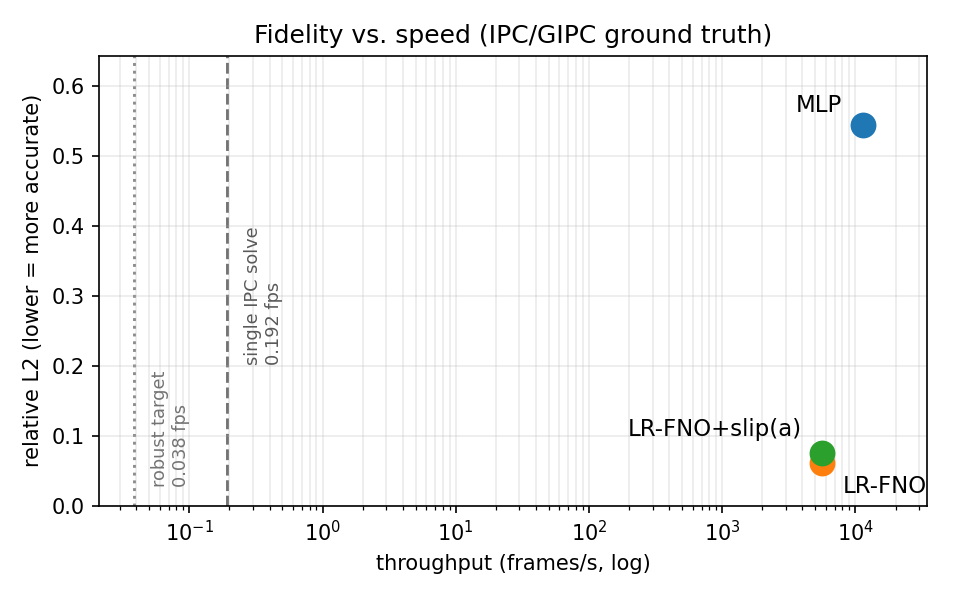 Fidelity vs. speed (IPC/GIPC ground truth)
relative L2 (lower = more accurate)
0.6
0.5
0.4
0.3
0.2
0.1
0.0
MLP
single IPC solve
0.192 fps
robust target
0.038 fps
LR-FNO+slip(a)
LR-FNO
10⁻¹
10⁰
10¹
10²
10³
10⁴
throughput (frames/s, log)